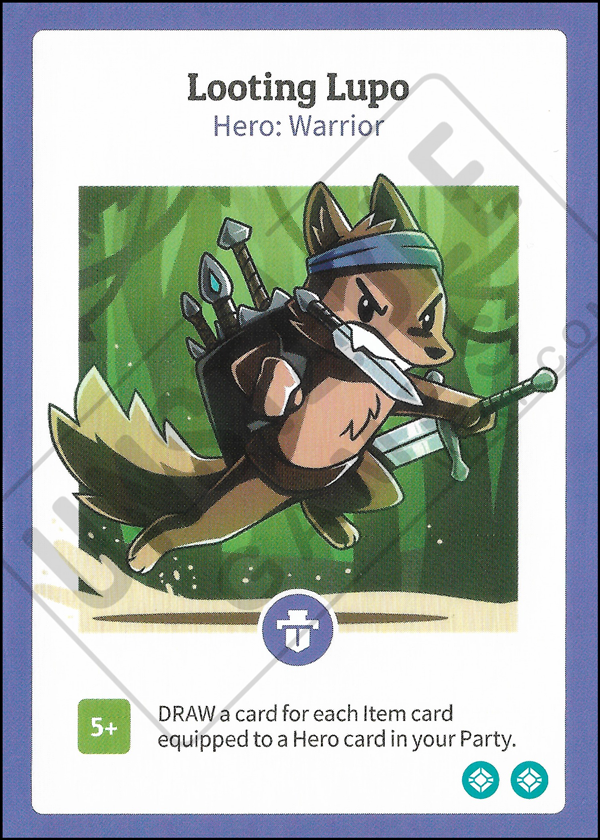 Looting Lupo
Hero: Warrior
5+
DRAW a card for each Item card
equipped to a Hero card in your Party.